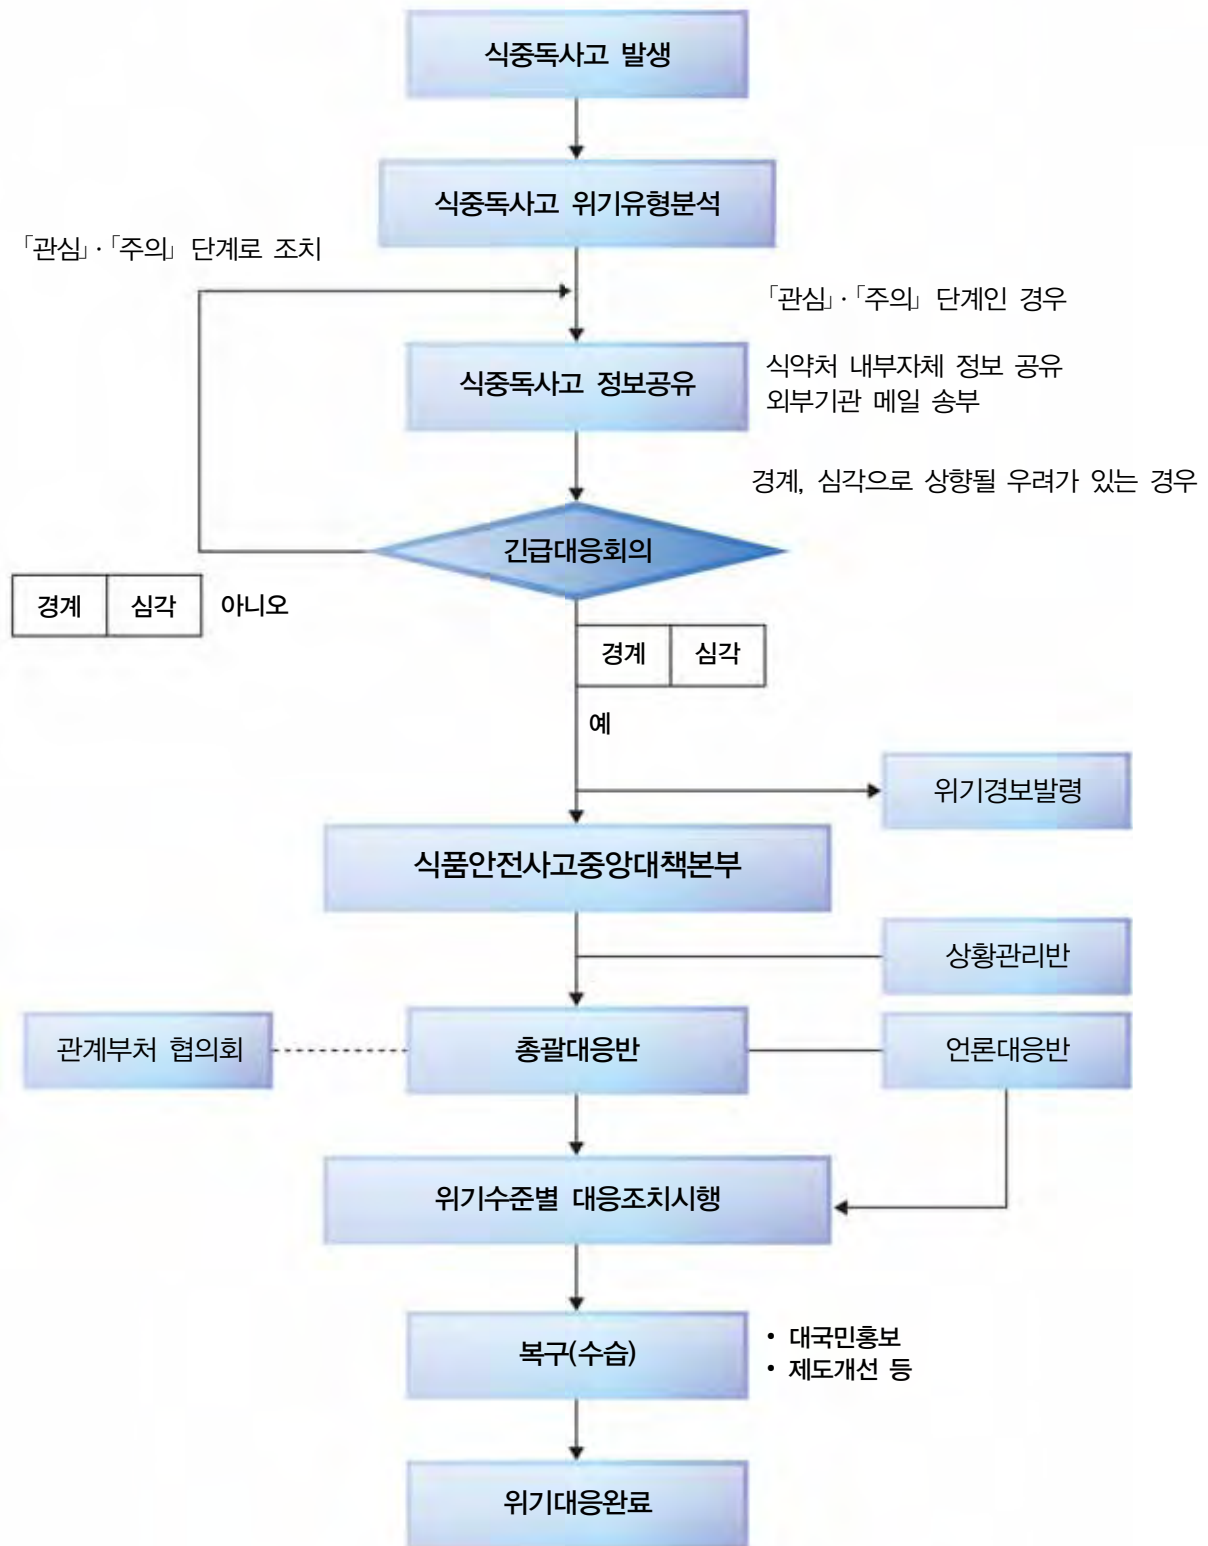 식중독사고 발생
식중독사고 위기유형분석
「관심」·「주의」 단계로 조치
「관심」·「주의」 단계인 경우
식중독사고 정보공유
식약처 내부자체 정보 공유
외부기관 메일 송부
경계, 심각으로 상향될 우려가 있는 경우
긴급대응회의
경계 심각 아니오
경계 심각
예
위기경보발령
식품안전사고중앙대책본부
상황관리반
관계부처 협의회
총괄대응반
언론대응반
위기수준별 대응조치시행
복구(수습)
• 대국민홍보
• 제도개선 등
위기대응완료